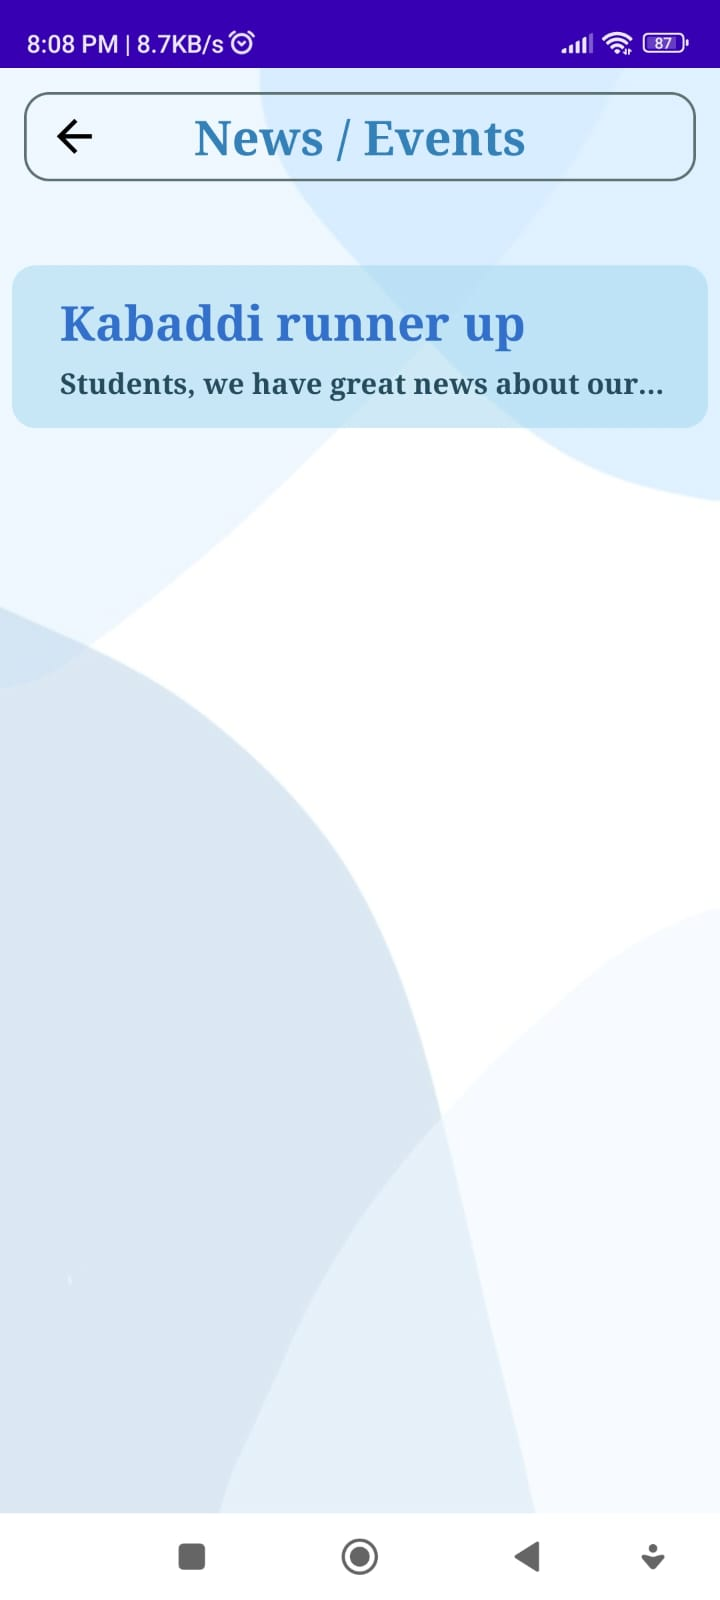 8:08 PM | 8.7KB/s
87
News / Events
Kabaddi runner up
Students, we have great news about our...